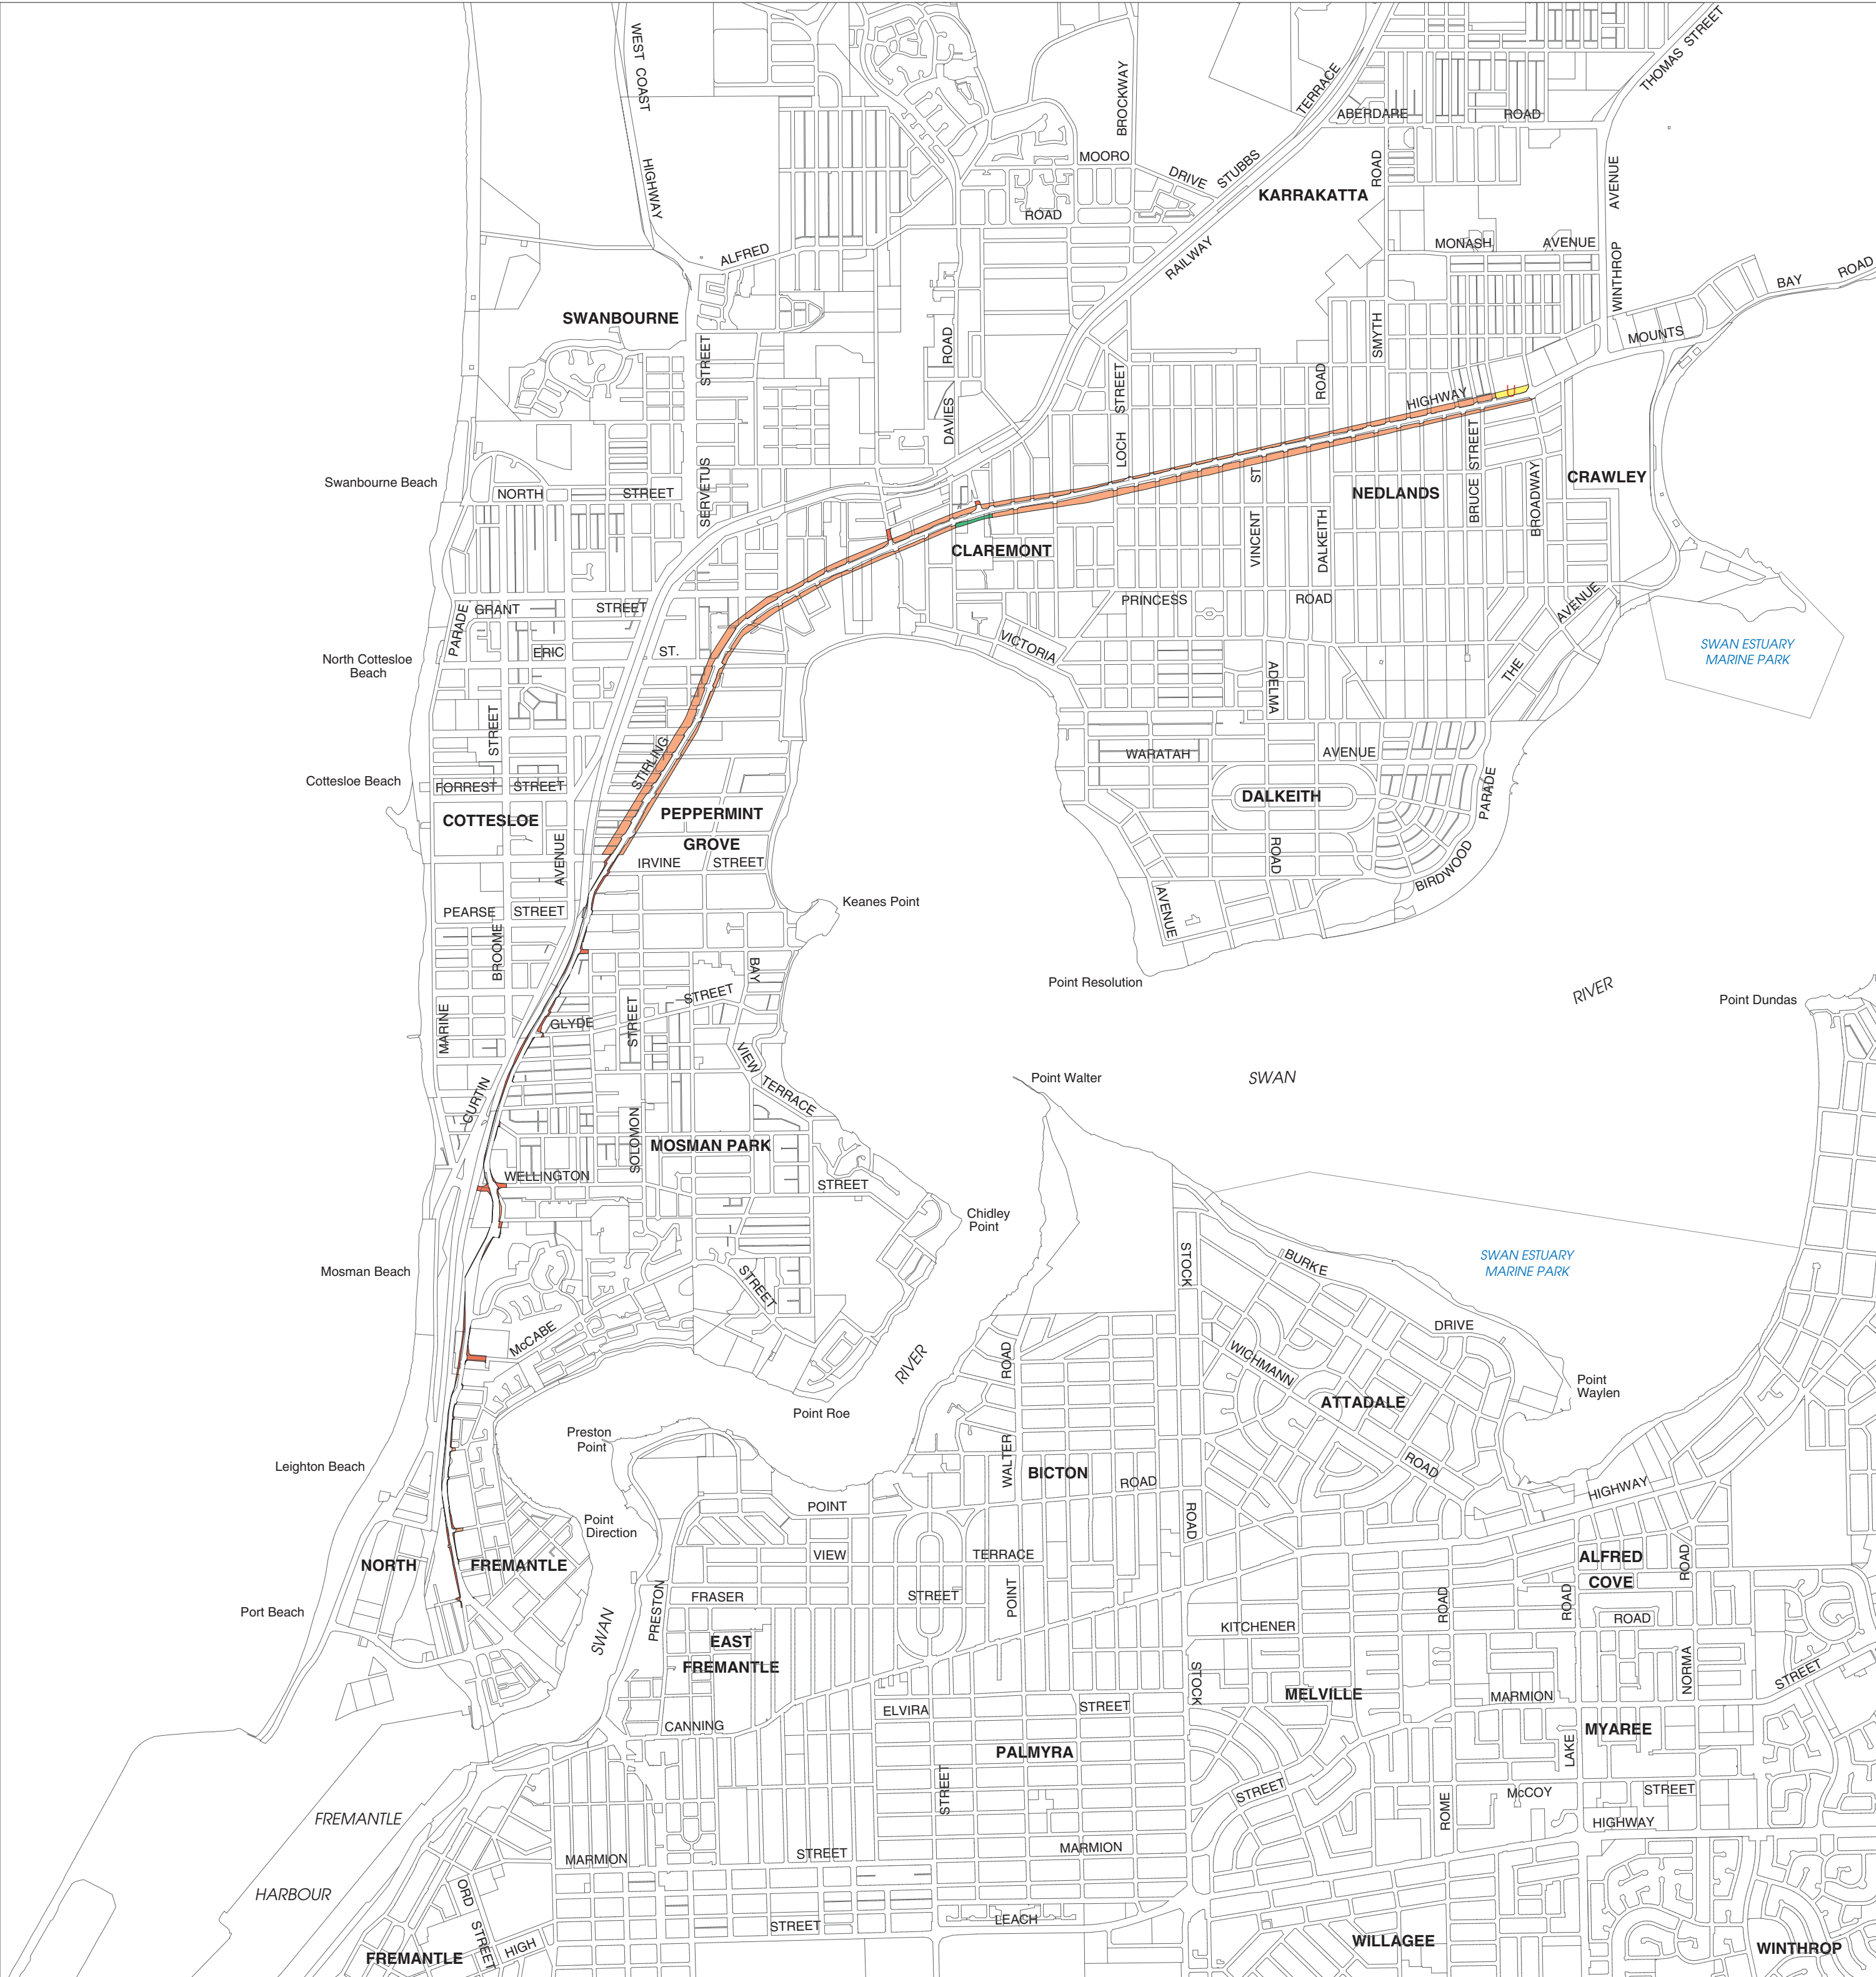 WEST COAST
HIGHWAY
THOMAS STREET
BROCKWAY
TERRACE
ABERDARE
ROAD
MOORO
DRIVE
STUBBS
ROAD
AVENUE
KARRAKATTA
ROAD
ALFRED
RAILWAY
MONASH
AVENUE
WINTHROP
BAY
ROAD
SWANBOURNE
MOUNTS
STREET
ROAD
SMYTH
STREET
ROAD
HIGHWAY
DAVIES
LOCH
STREET
Swanbourne Beach
NORTH
STREET
SERVETUS
ST
NEDLANDS
BRUCE
BROADWAY
CRAWLEY
CLAREMONT
VINCENT
DALKEITH
PARADE
GRANT
STREET
PRINCESS
ROAD
AVENUE
North Cottesloe
Beach
ERIC
ST.
VICTORIA
THE
SWAN ESTUARY
MARINE PARK
ADELMA
STREET
STIRLING
WARATAH
AVENUE
Cottesloe Beach
FORREST
STREET
DALKEITH
PARADE
COTTESLOE
PEPPERMINT
GROVE
AVENUE
IRVINE
STREET
ROAD
BIRDWOOD
PEARSE
STREET
Keanes Point
AVENUE
BROOME
BAY
Point Resolution
RIVER
Point Dundas
STREET
MARINE
GLYDE
STREET
VIEW
TERRACE
Point Walter
SWAN
CURTIN
SOLOMON
MOSMAN PARK
WELLINGTON
STREET
Chidley
Point
STOCK
BURKE
SWAN ESTUARY
MARINE PARK
Mosman Beach
STREET
McCABE
DRIVE
ROAD
RIVER
WICHMANN
Point
Waylen
ATTADALE
Point Roe
Preston
Point
Leighton Beach
WALTER
BICTON
ROAD
ROAD
HIGHWAY
POINT
Point
Direction
ROAD
NORTH
FREMANTLE
VIEW
TERRACE
ALFRED
COVE
ROAD
PRESTON
FRASER
STREET
POINT
ROAD
ROAD
Port Beach
SWAN
KITCHENER
ROAD
EAST
FREMANTLE
STOCK
NORMA
STREET
MELVILLE
MARMION
ELVIRA
STREET
CANNING
MYAREE
PALMYRA
LAKE
STREET
STREET
McCOY
STREET
ROME
HIGHWAY
FREMANTLE
MARMION
STREET
MARMION
HARBOUR
ORD
STREET
HIGH
STREET
LEACH
FREMANTLE
WILLAGEE
WINTHROP